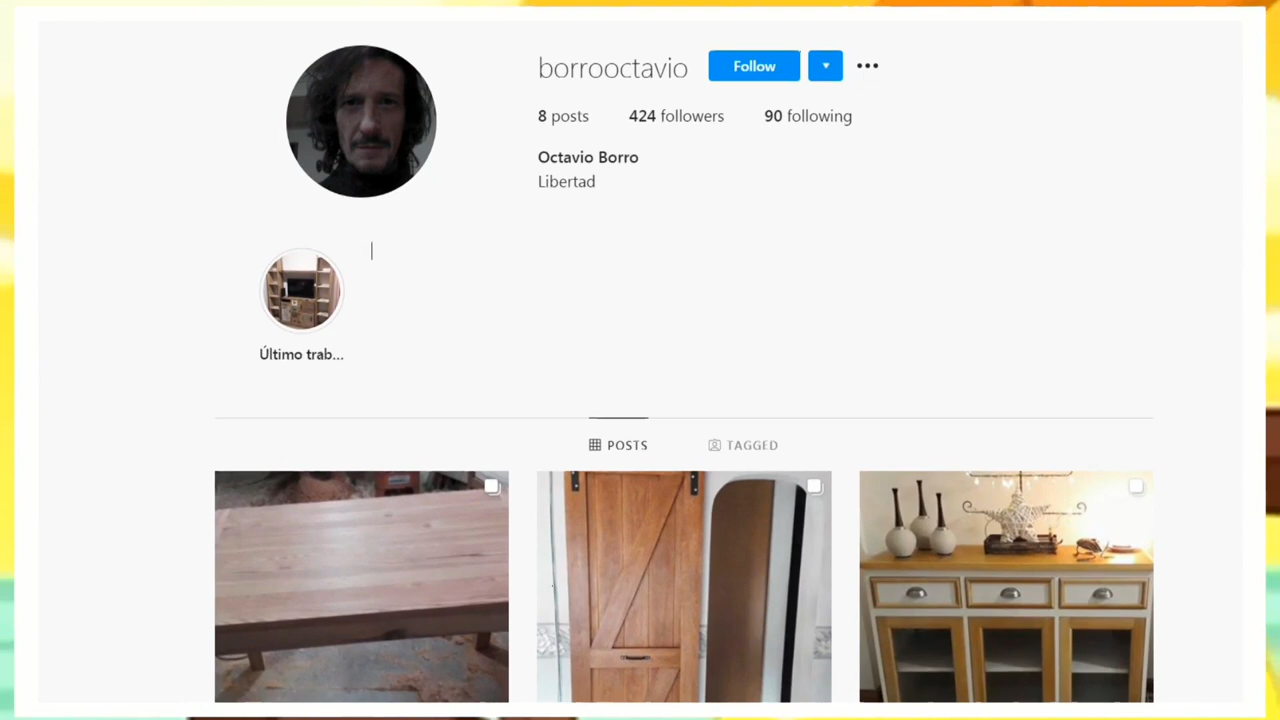 borrooctavio Follow
8 posts 424 followers 90 following
Octavio Borro
Libertad
Último trab...
POSTS TAGGED